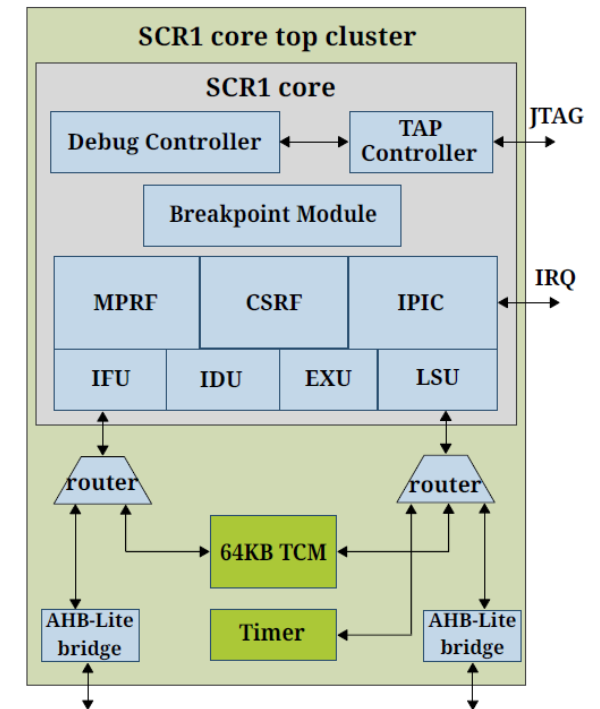 SCR1 core top cluster
SCR1 core
Debug Controller
TAP
Controller
JTAG
Breakpoint Module
MPRF
CSRF
IPIC
IRQ
IFU
IDU
EXU
LSU
router
router
64KB TCM
Timer
AHB-Lite
bridge
AHB-Lite
bridge